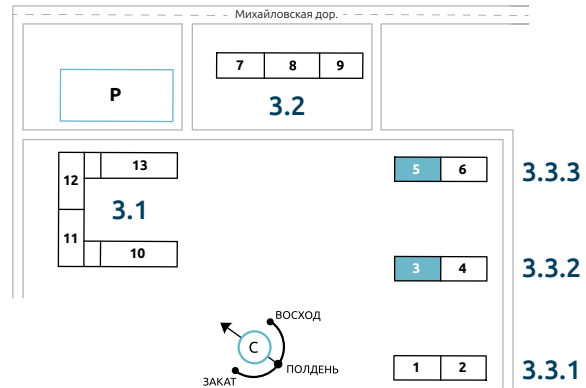 Михайловская дор.
7 8 9
P
3.2
13
12
5 6
3.3.3
3.1
11
10
3 4
3.3.2
ВОСХОД
С
ПОЛДЕНЬ
ЗАКАТ
1 2
3.3.1